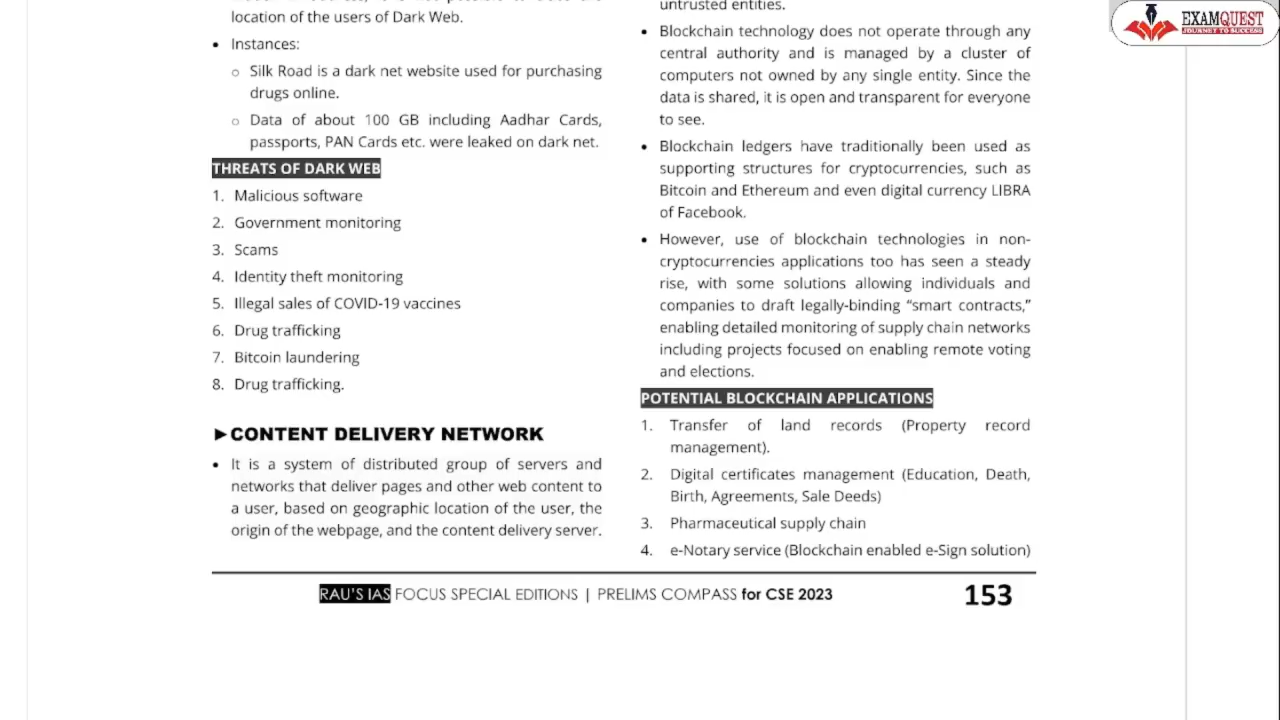 location of the users of Dark Web.
• Instances:
o Silk Road is a dark net website used for purchasing
drugs online.
o Data of about 100 GB including Aadhar Cards,
passports, PAN Cards etc. were leaked on dark net.
THREATS OF DARK WEB
1. Malicious software
2. Government monitoring
3. Scams
4. Identity theft monitoring
5. Illegal sales of COVID-19 vaccines
6. Drug trafficking
7. Bitcoin laundering
8. Drug trafficking.
►CONTENT DELIVERY NETWORK
• It is a system of distributed group of servers and
networks that deliver pages and other web content to
a user, based on geographic location of the user, the
origin of the webpage, and the content delivery server.
untrusted entities.
• Blockchain technology does not operate through any
central authority and is managed by a cluster of
computers not owned by any single entity. Since the
data is shared, it is open and transparent for everyone
to see.
• Blockchain ledgers have traditionally been used as
supporting structures for cryptocurrencies, such as
Bitcoin and Ethereum and even digital currency LIBRA
of Facebook.
• However, use of blockchain technologies in non-
cryptocurrencies applications too has seen a steady
rise, with some solutions allowing individuals and
companies to draft legally-binding “smart contracts,”
enabling detailed monitoring of supply chain networks
including projects focused on enabling remote voting
and elections.
POTENTIAL BLOCKCHAIN APPLICATIONS
1. Transfer of land records (Property record
management).
2. Digital certificates management (Education, Death,
Birth, Agreements, Sale Deeds)
3. Pharmaceutical supply chain
4. e-Notary service (Blockchain enabled e-Sign solution)
RAU'S IAS FOCUS SPECIAL EDITIONS | PRELIMS COMPASS for CSE 2023
153
EXAMQUEST
JOURNEY TO SUCCESS